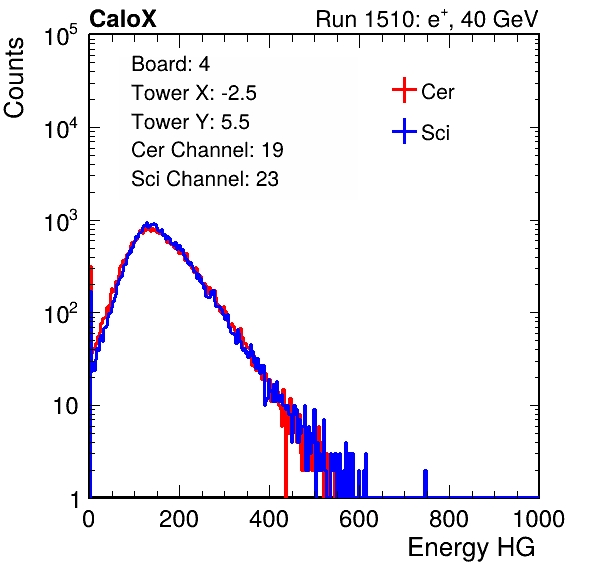 CaloX Run 1510: e⁺, 40 GeV
Counts
Board: 4
Tower X: -2.5
Tower Y: 5.5
Cer Channel: 19
Sci Channel: 23
Cer
Sci
10⁵
10⁴
10³
10²
10
1
0 200 400 600 800 1000
Energy HG